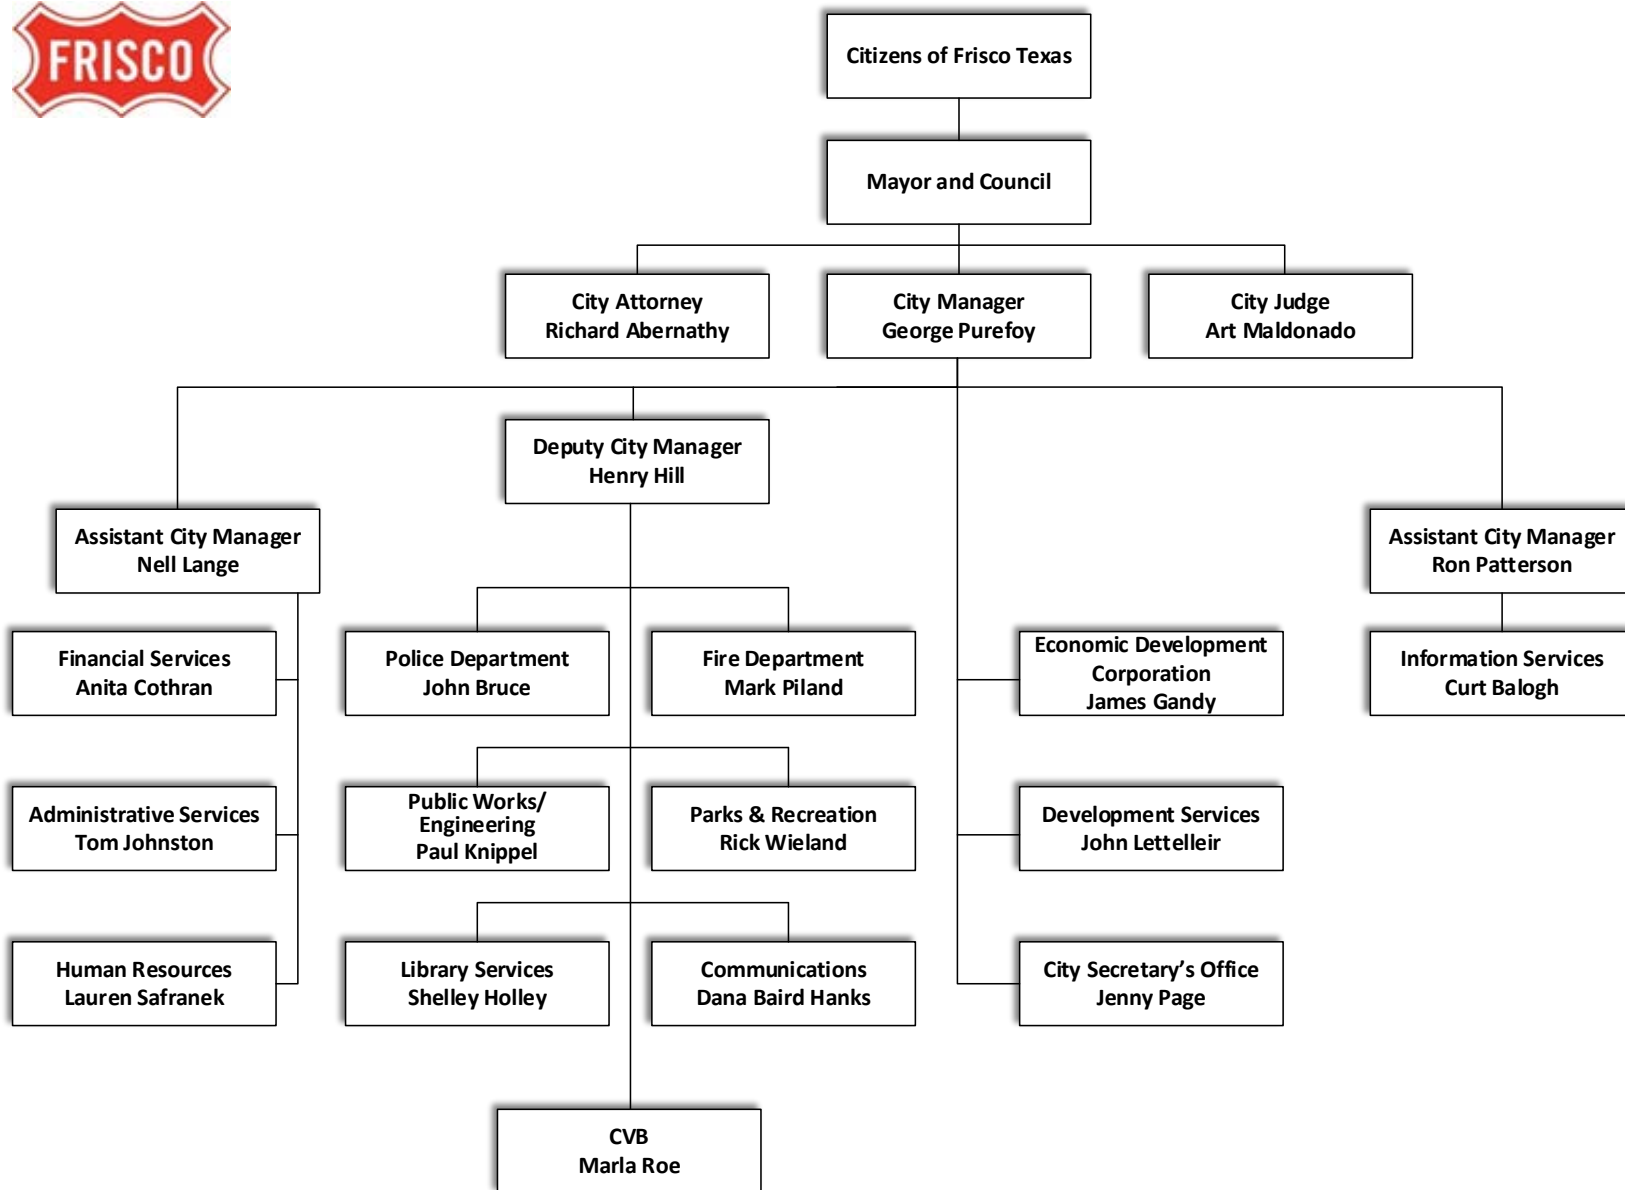 FRISCO
Citizens of Frisco Texas
Mayor and Council
City Attorney
Richard Abernathy
City Manager
George Purefoy
City Judge
Art Maldonado
Deputy City Manager
Henry Hill
Assistant City Manager
Nell Lange
Assistant City Manager
Ron Patterson
Financial Services
Anita Cothran
Police Department
John Bruce
Fire Department
Mark Piland
Economic Development
Corporation
James Gandy
Information Services
Curt Balogh
Administrative Services
Tom Johnston
Public Works/
Engineering
Paul Knippel
Parks & Recreation
Rick Wieland
Development Services
John Lettelleir
Human Resources
Lauren Safranek
Library Services
Shelley Holley
Communications
Dana Baird Hanks
City Secretary’s Office
Jenny Page
CVB
Marla Roe